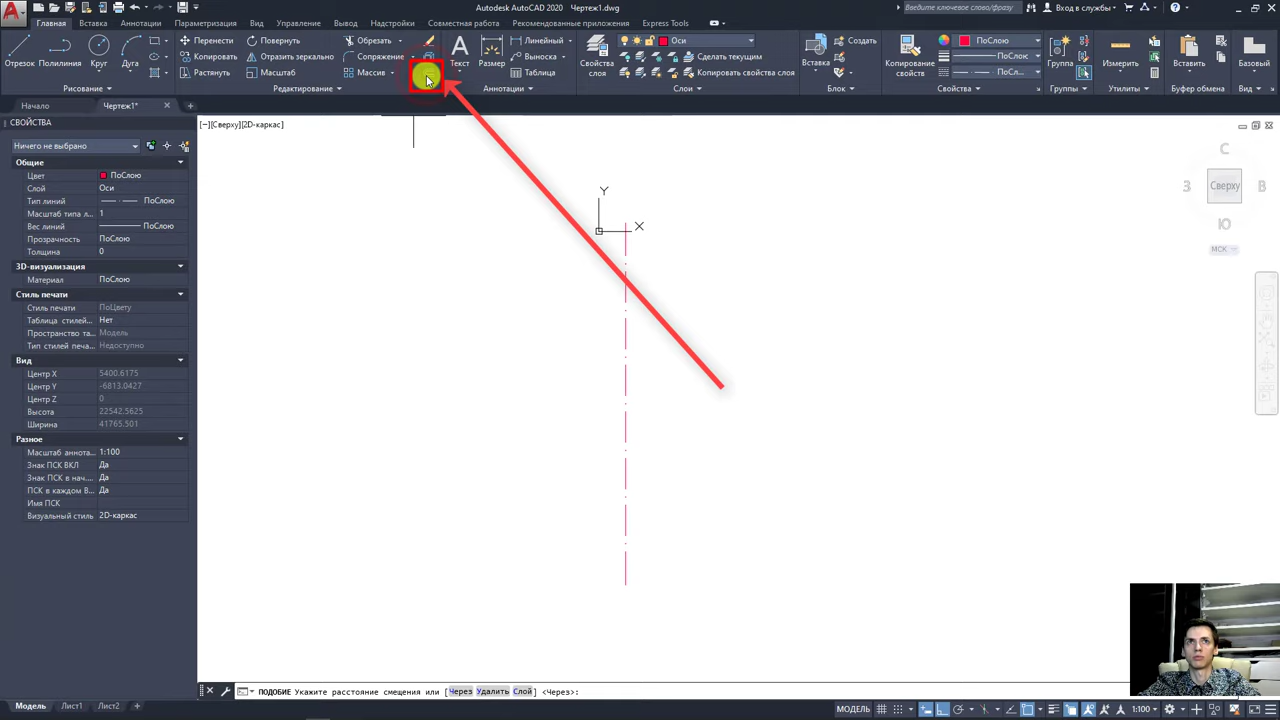 Autodesk AutoCAD 2020 Чертеж1.dwg
Введите ключевое слово/фразу
Вход в службы
Главная Вставка Аннотации Параметризация Вид Управление Вывод Надстройки Совместная работа Рекомендованные приложения Express Tools
Отрезок Полилиния Круг Дуга
Перенести Повернуть Обрезать
Копировать Отразить зеркально Сопряжение
Растянуть Масштаб Массив
Текст Размер
Линейный
Выноска
Таблица
Свойства слоя
Оси
Сделать текущим
Копировать свойства слоя
Вставка
Создать
Копирование свойств
ПоСлою
ПоСлою
ПоСл...
Группа
Измерить
Вставить
Базовый
Рисование Редактирование Аннотации Слои Блок Свойства Группы Утилиты Буфер обмена Вид
Начало Чертеж1*
СВОЙСТВА
[−][Сверху][2D-каркас]
Ничего не выбрано
Общие
Цвет ПоСлою
Слой Оси
Тип линий ПоСлою
Масштаб типа л... 1
Вес линий ПоСлою
Прозрачность ПоСлою
Толщина 0
3D-визуализация
Материал ПоСлою
Стиль печати
Стиль печати ПоЦвету
Таблица стилей... Нет
Пространство та... Модель
Тип стилей печа... Недоступно
Вид
Центр X 5400.6175
Центр Y -6813.0427
Центр Z 0
Высота 22542.5625
Ширина 41765.501
Разное
Масштаб аннота... 1:100
Знак ПСК ВКЛ Да
Знак ПСК в нач.... Да
ПСК в каждом В... Да
Имя ПСК
Визуальный стиль 2D-каркас
Y
X
С
З Сверху В
Ю
МСК
ПОДОБИЕ Укажите расстояние смещения или [Через Удалить Слой] <Через>:
Модель Лист1 Лист2
МОДЕЛЬ
1:100